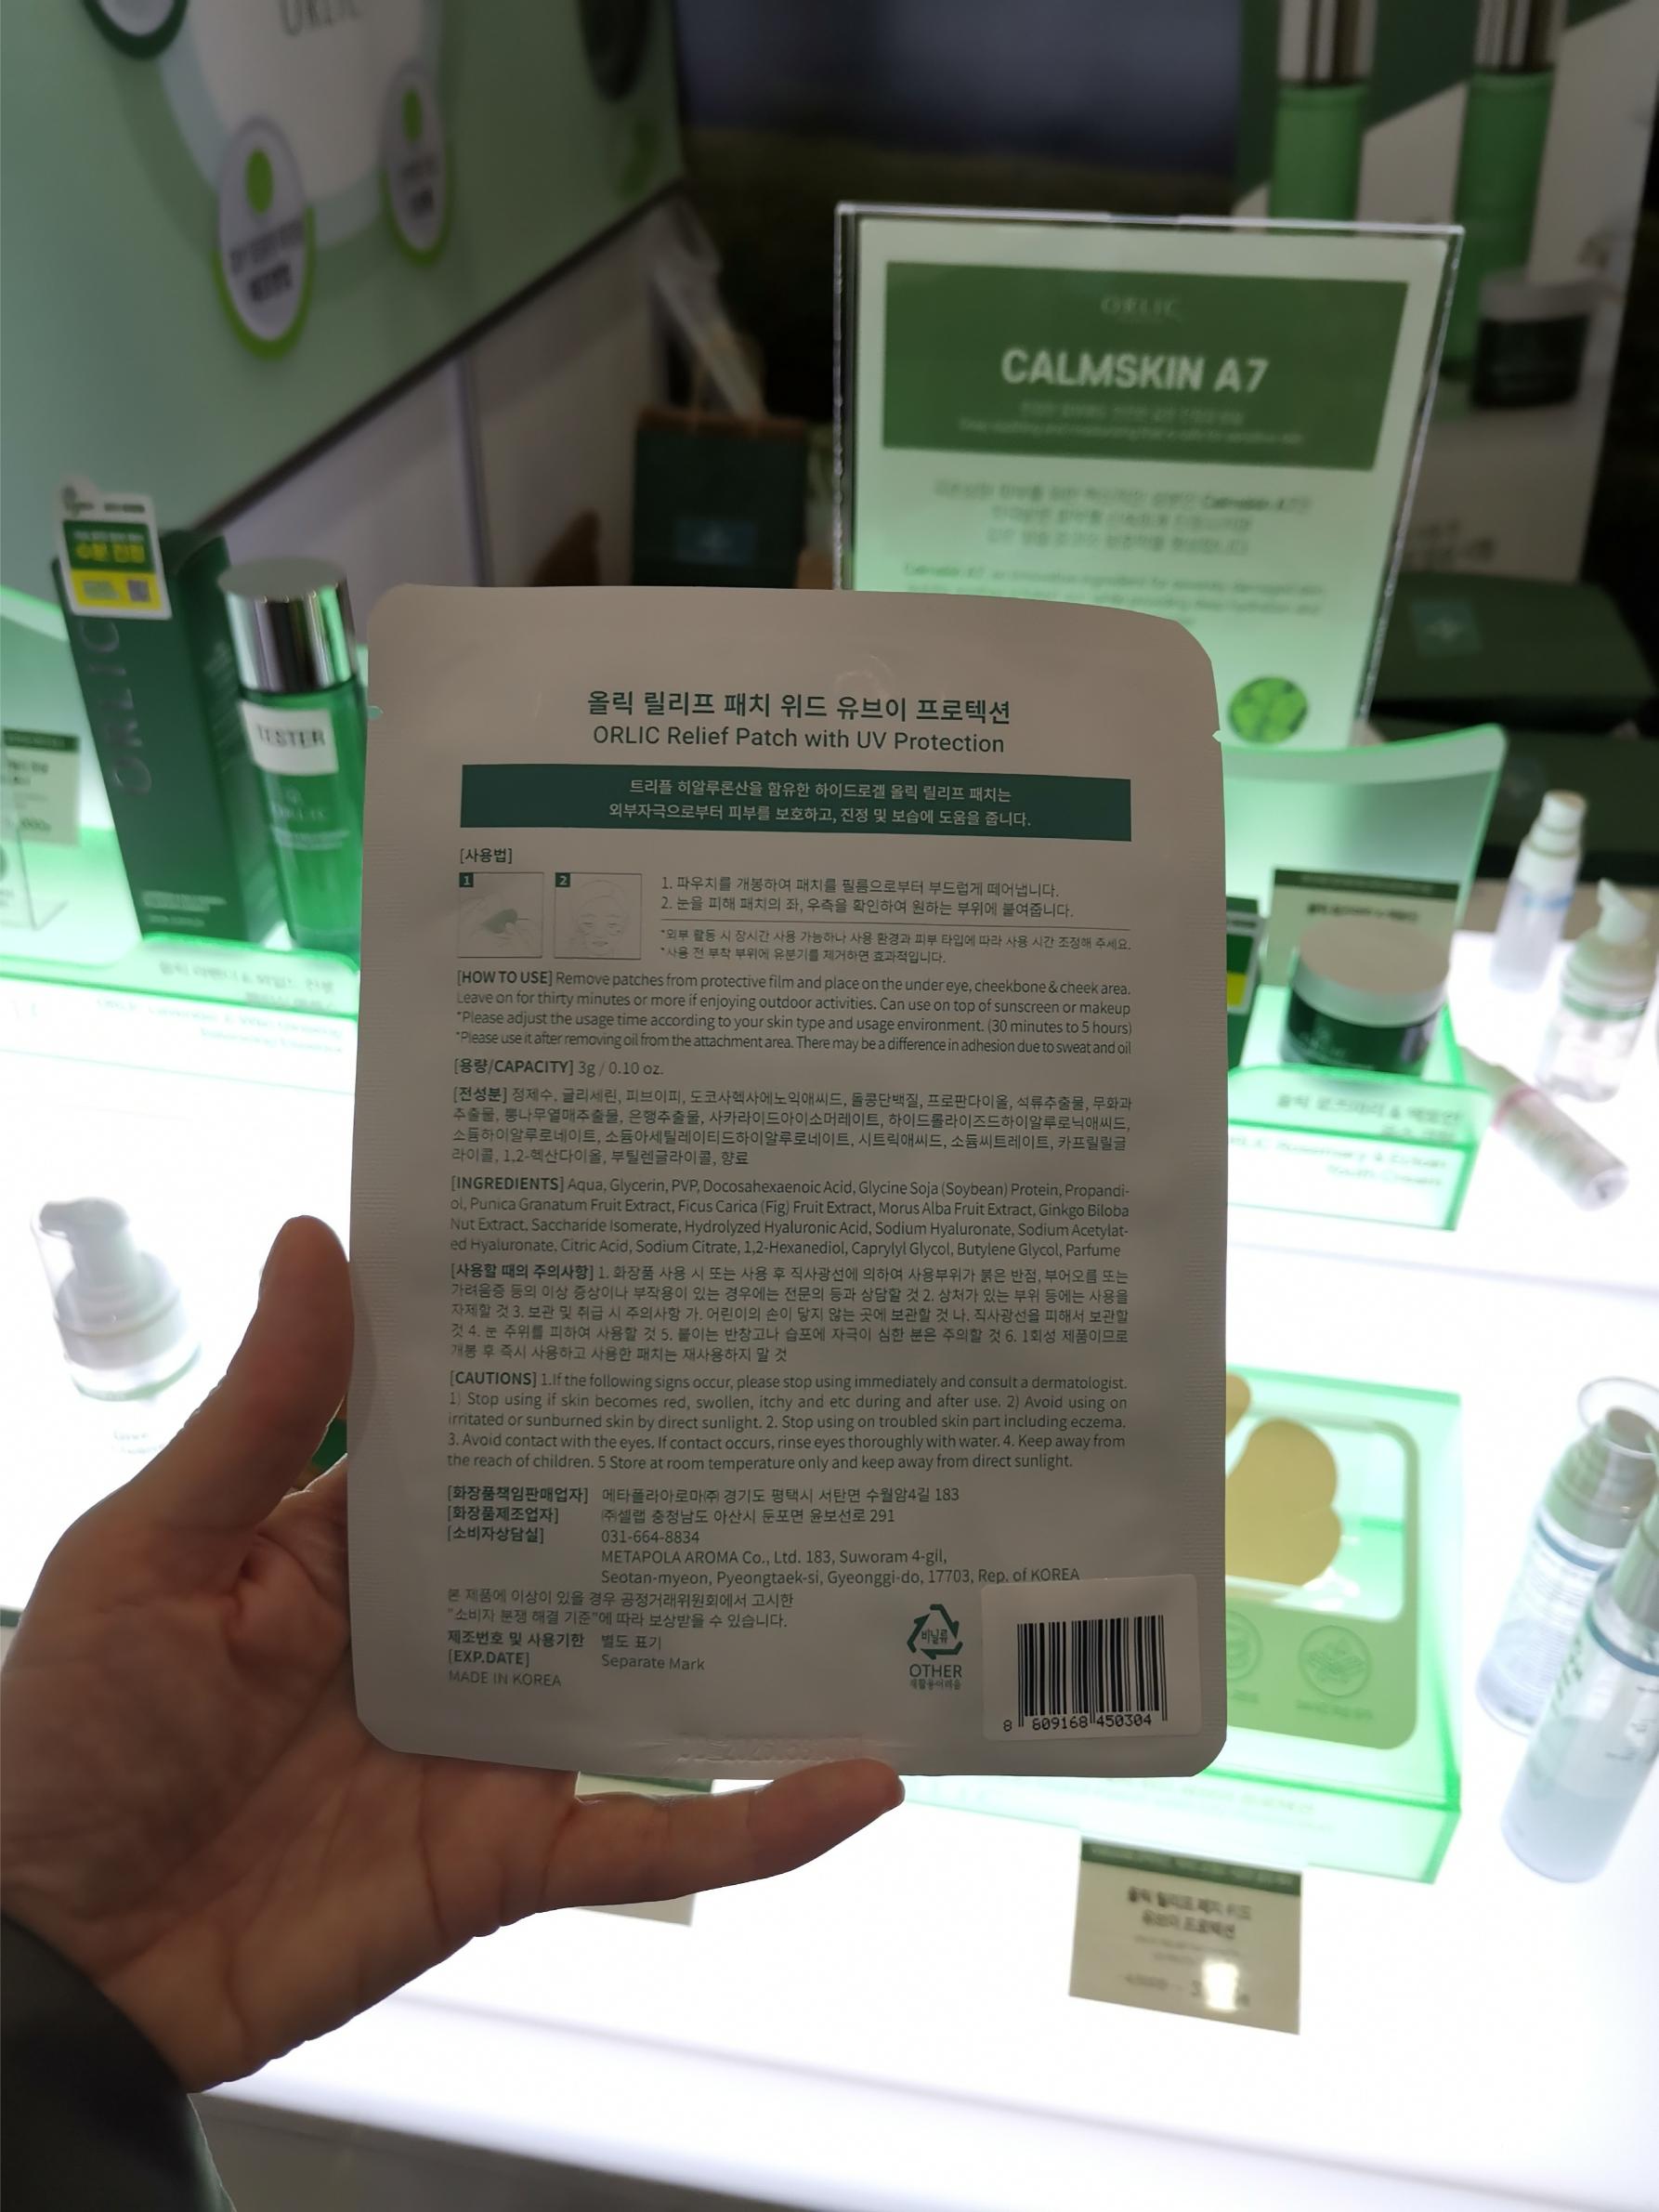 ORLIC
ORLIC
CALMSKIN A7
수분 진정
ORLIC
TESTER
ORLIC
올릭 릴리프 패치 위드 유브이 프로텍션
ORLIC Relief Patch with UV Protection
트리플 히알루론산을 함유한 하이드로겔 올릭 릴리프 패치는
외부자극으로부터 피부를 보호하고, 진정 및 보습에 도움을 줍니다.
[사용법]
1
2
1. 파우치를 개봉하여 패치를 필름으로부터 부드럽게 떼어냅니다.
2. 눈을 피해 패치의 좌, 우측을 확인하여 원하는 부위에 붙여줍니다.
*외부 활동 시 장시간 사용 가능하나 사용 환경과 피부 타입에 따라 사용 시간 조정해 주세요.
*사용 전 부착 부위에 유분기를 제거하면 효과적입니다.
[HOW TO USE] Remove patches from protective film and place on the under eye, cheekbone & cheek area.
Leave on for thirty minutes or more if enjoying outdoor activities. Can use on top of sunscreen or makeup
*Please adjust the usage time according to your skin type and usage environment. (30 minutes to 5 hours)
*Please use it after removing oil from the attachment area. There may be a difference in adhesion due to sweat and oil
[용량/CAPACITY] 3g / 0.10 oz.
[전성분] 정제수, 글리세린, 피브이피, 도코사헥사에노익애씨드, 돌콩단백질, 프로판다이올, 석류추출물, 무화과
추출물, 뽕나무열매추출물, 은행추출물, 사카라이드아이소머레이트, 하이드롤라이즈드하이알루로닉애씨드,
소듐하이알루로네이트, 소듐아세틸레이티드하이알루로네이트, 시트릭애씨드, 소듐씨트레이트, 카프릴릴글
라이콜, 1,2-헥산다이올, 부틸렌글라이콜, 향료
[INGREDIENTS] Aqua, Glycerin, PVP, Docosahexaenoic Acid, Glycine Soja (Soybean) Protein, Propandi-
ol, Punica Granatum Fruit Extract, Ficus Carica (Fig) Fruit Extract, Morus Alba Fruit Extract, Ginkgo Biloba
Nut Extract, Saccharide Isomerate, Hydrolyzed Hyaluronic Acid, Sodium Hyaluronate, Sodium Acetylat-
ed Hyaluronate, Citric Acid, Sodium Citrate, 1,2-Hexanediol, Caprylyl Glycol, Butylene Glycol, Parfume
[사용할 때의 주의사항] 1. 화장품 사용 시 또는 사용 후 직사광선에 의하여 사용부위가 붉은 반점, 부어오름 또는
가려움증 등의 이상 증상이나 부작용이 있는 경우에는 전문의 등과 상담할 것 2. 상처가 있는 부위 등에는 사용을
자제할 것 3. 보관 및 취급 시 주의사항 가. 어린이의 손이 닿지 않는 곳에 보관할 것 나. 직사광선을 피해서 보관할
것 4. 눈 주위를 피하여 사용할 것 5. 붙이는 반창고나 습포에 자극이 심한 분은 주의할 것 6. 1회성 제품이므로
개봉 후 즉시 사용하고 사용한 패치는 재사용하지 말 것
[CAUTIONS] 1.If the following signs occur, please stop using immediately and consult a dermatologist.
1) Stop using if skin becomes red, swollen, itchy and etc during and after use. 2) Avoid using on
irritated or sunburned skin by direct sunlight. 2. Stop using on troubled skin part including eczema.
3. Avoid contact with the eyes. If contact occurs, rinse eyes thoroughly with water. 4. Keep away from
the reach of children. 5 Store at room temperature only and keep away from direct sunlight.
[화장품책임판매업자] 메타폴라아로마㈜ 경기도 평택시 서탄면 수월암4길 183
[화장품제조업자] ㈜셀랩 충청남도 아산시 둔포면 윤보선로 291
[소비자상담실] 031-664-8834
METAPOLA AROMA Co., Ltd. 183, Suworam 4-gil,
Seotan-myeon, Pyeongtaek-si, Gyeonggi-do, 17703, Rep. of KOREA
본 제품에 이상이 있을 경우 공정거래위원회에서 고시한
"소비자 분쟁 해결 기준"에 따라 보상받을 수 있습니다.
제조번호 및 사용기한 별도 표기
[EXP.DATE] Separate Mark
MADE IN KOREA
비닐류
OTHER
재활용어려움
8 809168 450304
올릭 릴리프 패치 위드
유브이 프로텍션